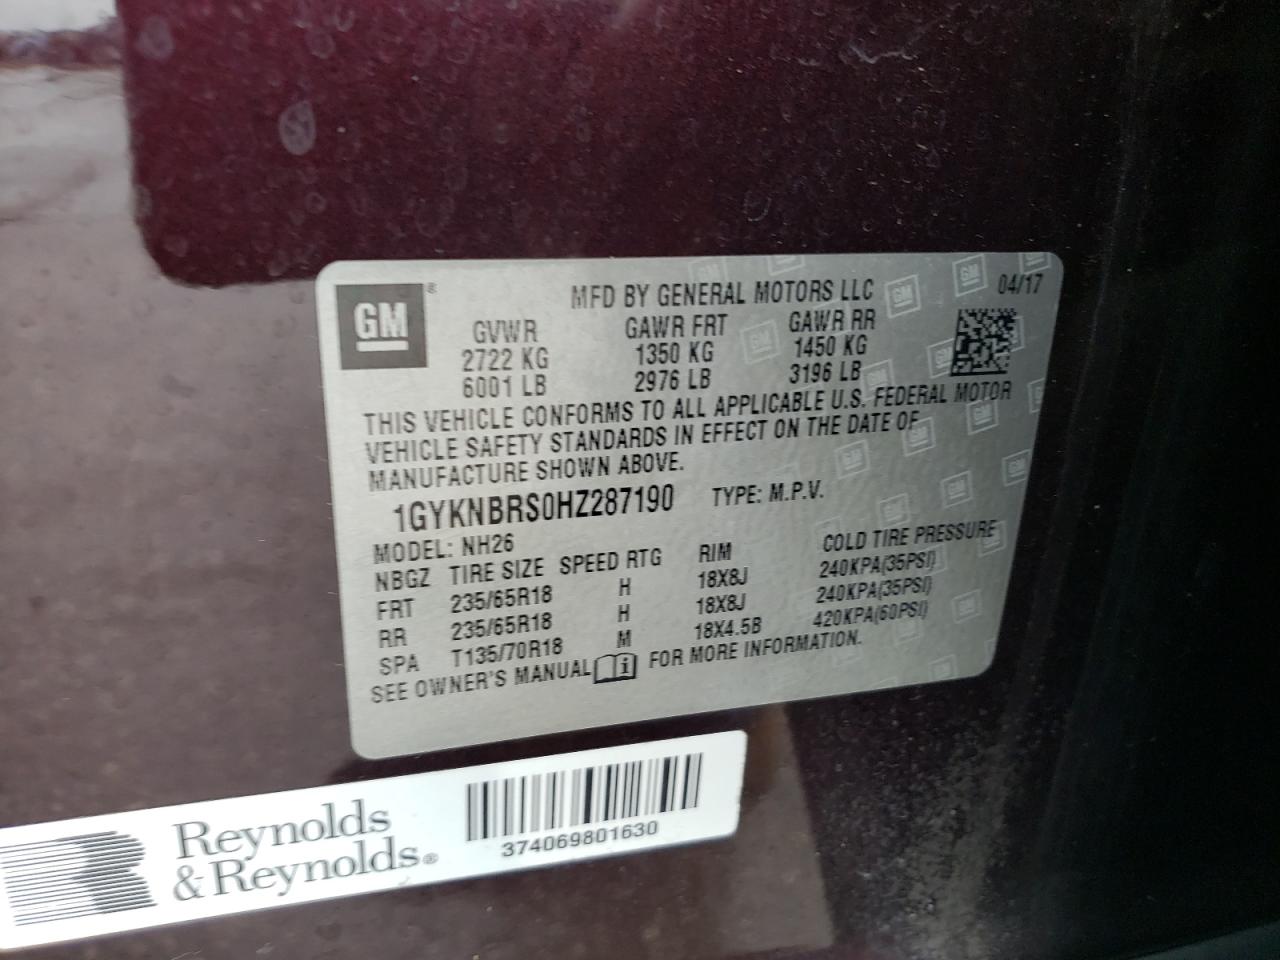 GM®
MFD BY GENERAL MOTORS LLC 04/17
GVWR GAWR FRT GAWR RR
2722 KG 1350 KG 1450 KG
6001 LB 2976 LB 3196 LB
THIS VEHICLE CONFORMS TO ALL APPLICABLE U.S. FEDERAL MOTOR
VEHICLE SAFETY STANDARDS IN EFFECT ON THE DATE OF
MANUFACTURE SHOWN ABOVE.
1GYKNBRS0HZ287190 TYPE: M.P.V.
MODEL: NH26
NBGZ TIRE SIZE SPEED RTG RIM COLD TIRE PRESSURE
FRT 235/65R18 H 18X8J 240KPA(35PSI)
RR 235/65R18 H 18X8J 240KPA(35PSI)
SPA T135/70R18 M 18X4.5B 420KPA(60PSI)
SEE OWNER'S MANUAL FOR MORE INFORMATION.
Reynolds
& Reynolds®
374069801630